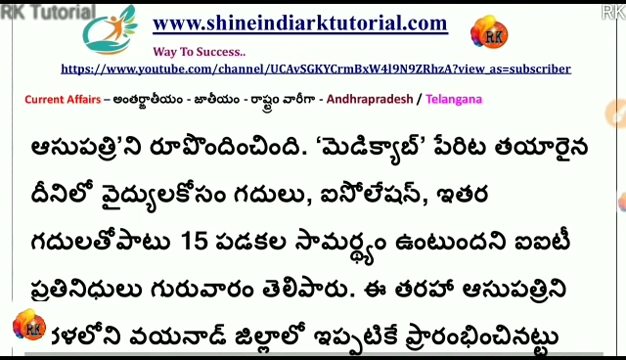 RK Tutorial
RK
www.shineindiarktutorial.com
RK
Way To Success..
https://www.youtube.com/channel/UCAvSGKYCrmBxW4l9N9ZRhzA?view_as=subscriber
Current Affairs – అంతర్జాతీయం - జాతీయం - రాష్ట్రం వారీగా - Andhrapradesh / Telangana
ఆసుపత్రి'ని రూపొందించింది. 'మెడిక్యాబ్' పేరిట తయారైన
దీనిలో వైద్యులకోసం గదులు, ఐసోలేషన్, ఇతర
గదులతోపాటు 15 పడకల సామర్థ్యం ఉంటుందని ఐఐటీ
ప్రతినిధులు గురువారం తెలిపారు. ఈ తరహా ఆసుపత్రిని
RK
వయనాడ్ జిల్లాలో ఇప్పటికే ప్రారంభించినట్టు